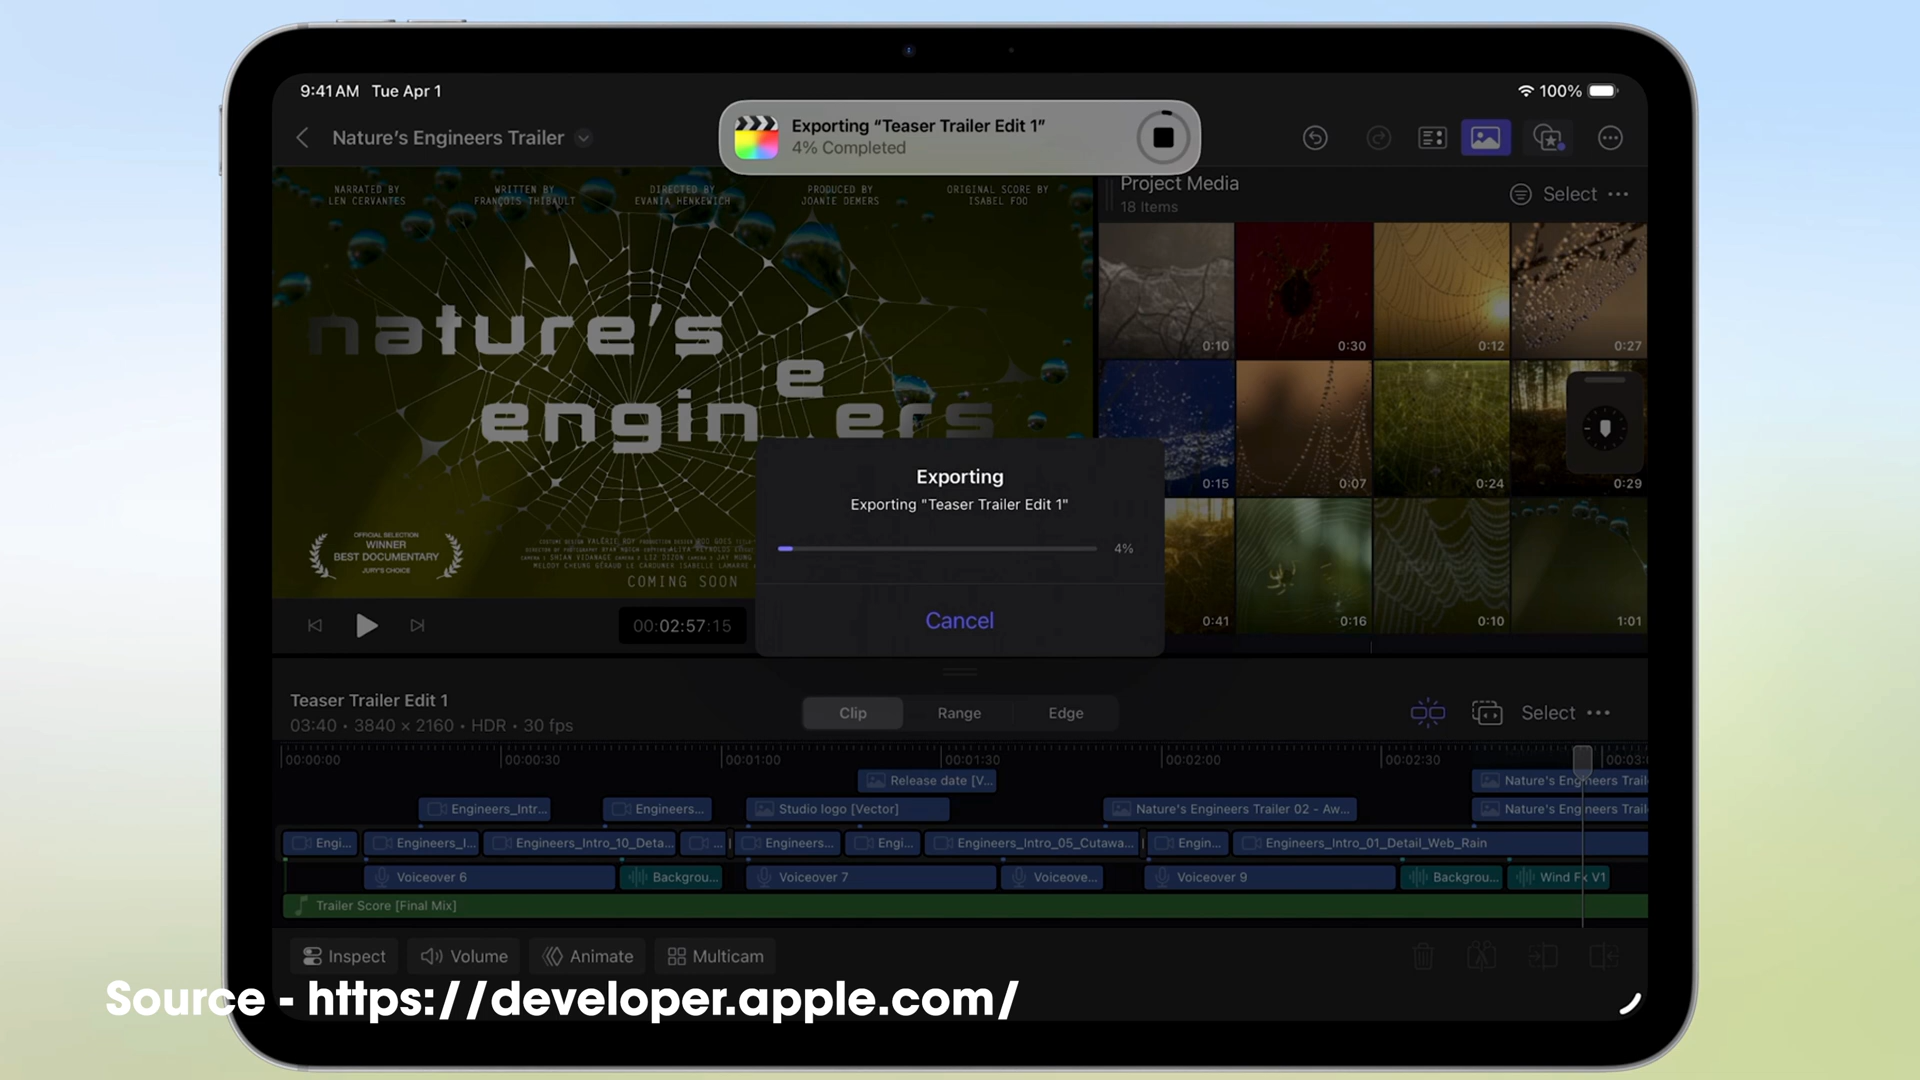 9:41 AM Tue Apr 1
100%
Nature's Engineers Trailer
Exporting “Teaser Trailer Edit 1”
4% Completed
NARRATED BY
LEN CERVANTES
WRITTEN BY
FRANÇOIS THIBAULT
DIRECTED BY
EVANIA HENKEWICH
PRODUCED BY
JOANIE DEMERS
ORIGINAL SCORE BY
ISABEL FOO
nature's
engineers
OFFICIAL SELECTION
WINNER
BEST DOCUMENTARY
JURY'S CHOICE
COMING SOON
Project Media
18 Items
Select
0:10
0:30
0:12
0:27
0:15
0:07
0:24
0:29
0:41
0:16
0:10
1:01
Exporting
Exporting "Teaser Trailer Edit 1"
4%
Cancel
00:02:57:15
Teaser Trailer Edit 1
03:40 • 3840 × 2160 • HDR • 30 fps
Clip
Range
Edge
Select
00:00:00
00:00:30
00:01:00
00:01:30
00:02:00
00:02:30
00:03:
Release date [V...
Nature's Engineers Trail
Engineers_Intr...
Engineers...
Studio logo [Vector]
Nature's Engineers Trailer 02 - Aw...
Nature's Engineers Trail
Engi...
Engineers_I...
Engineers_Intro_10_Deta...
...
Engineers...
Engi...
Engineers_Intro_05_Cutawa...
Engin...
Engineers_Intro_01_Detail_Web_Rain
Voiceover 6
Backgrou...
Voiceover 7
Voiceove...
Voiceover 9
Backgrou...
Wind Fx V1
Trailer Score [Final Mix]
Inspect
Volume
Animate
Multicam
Source - https://developer.apple.com/